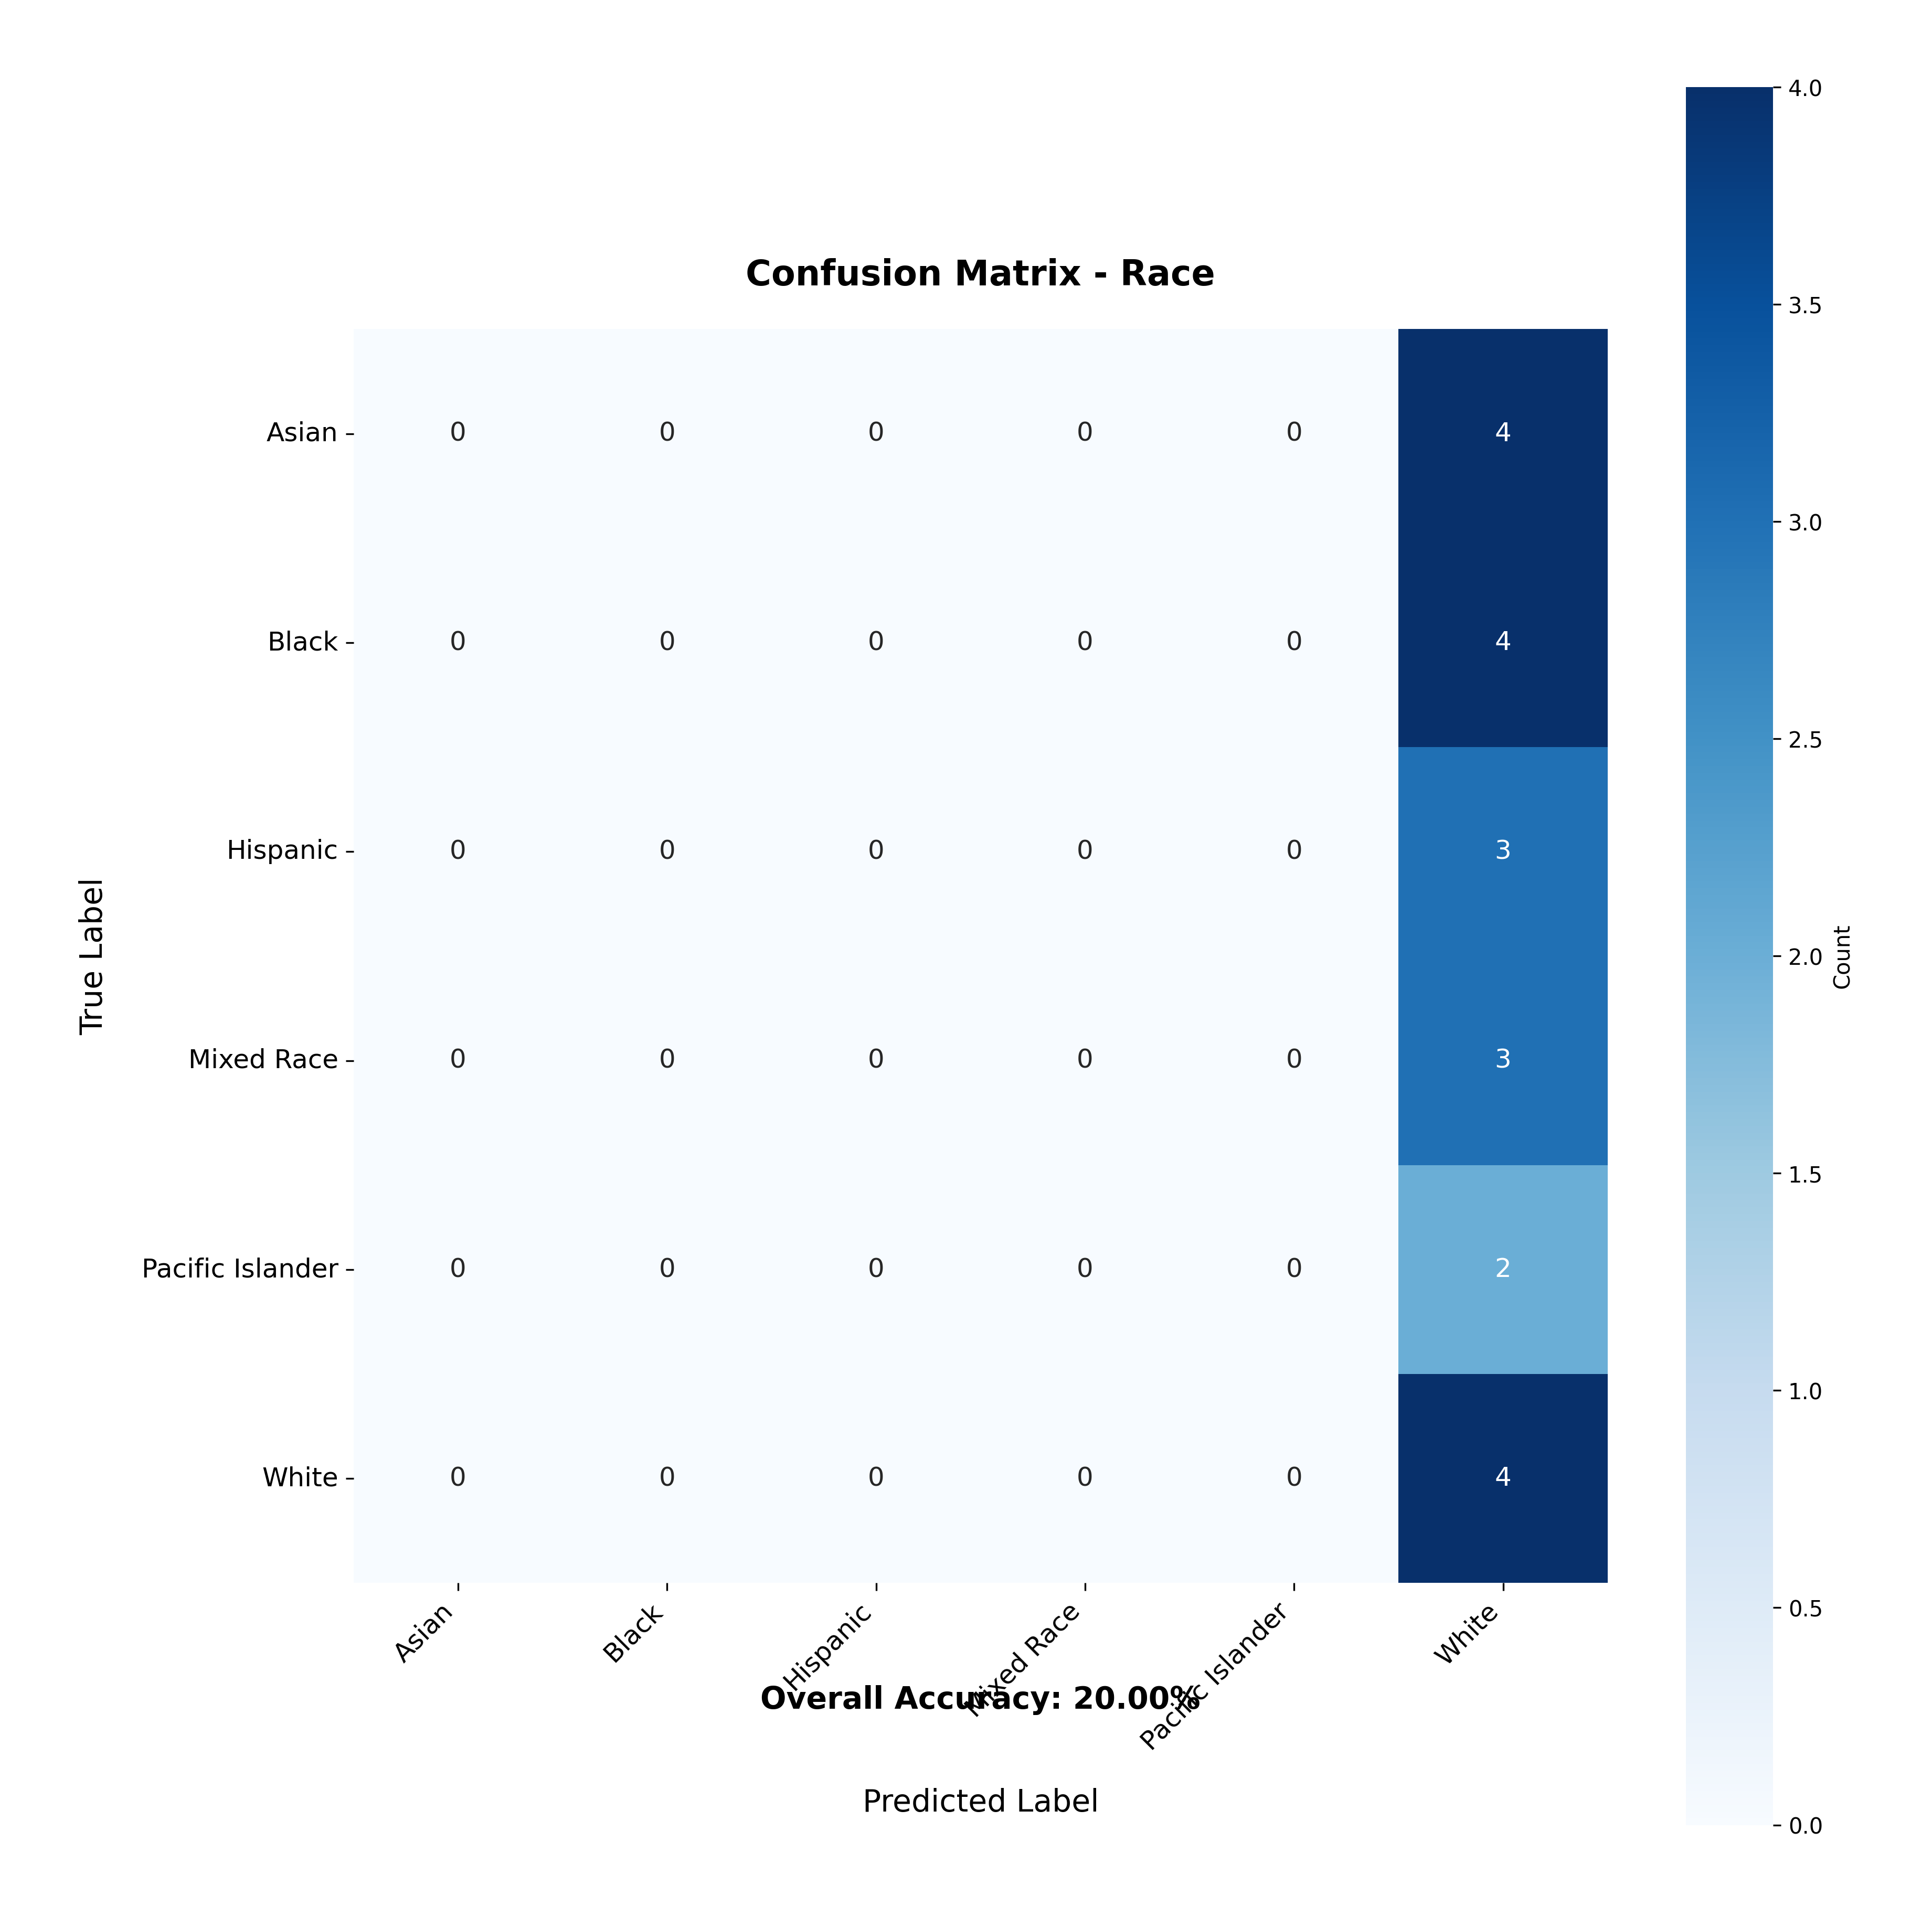 Confusion Matrix - Race
True Label
Asian 0 0 0 0 0 4
Black 0 0 0 0 0 4
Hispanic 0 0 0 0 0 3
Mixed Race 0 0 0 0 0 3
Pacific Islander 0 0 0 0 0 2
White 0 0 0 0 0 4
Asian Black Hispanic Mixed Race Pacific Islander White
Overall Accuracy: 20.00%
Predicted Label
4.0
3.5
3.0
2.5
2.0
1.5
1.0
0.5
0.0
Count